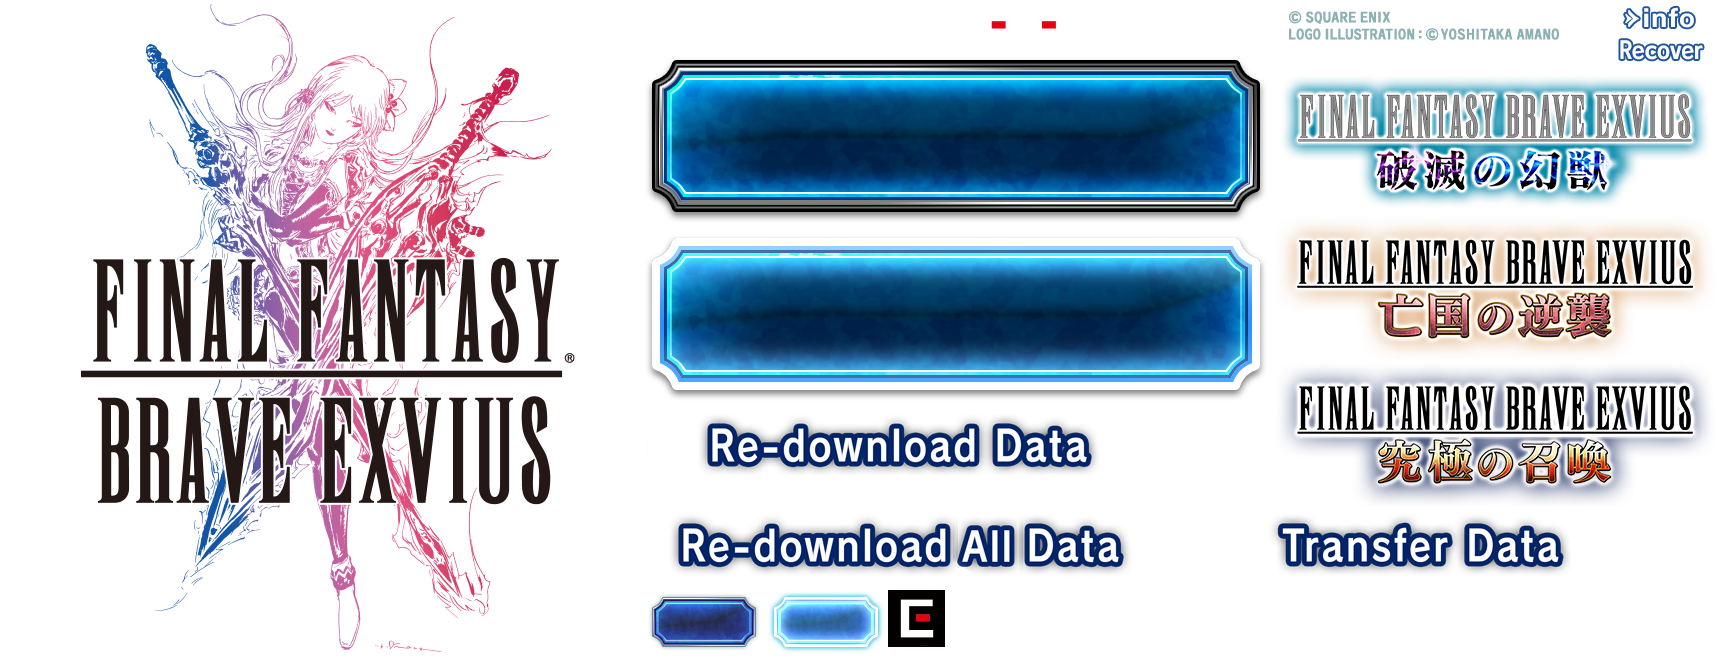 FINAL FANTASY®
BRAVE EXVIUS
Re-download Data
Re-download All Data
© SQUARE ENIX
LOGO ILLUSTRATION : © YOSHITAKA AMANO
>info
Recover
FINAL FANTASY BRAVE EXVIUS
破滅の幻獣
FINAL FANTASY BRAVE EXVIUS
亡国の逆襲
FINAL FANTASY BRAVE EXVIUS
究極の召喚
Transfer Data